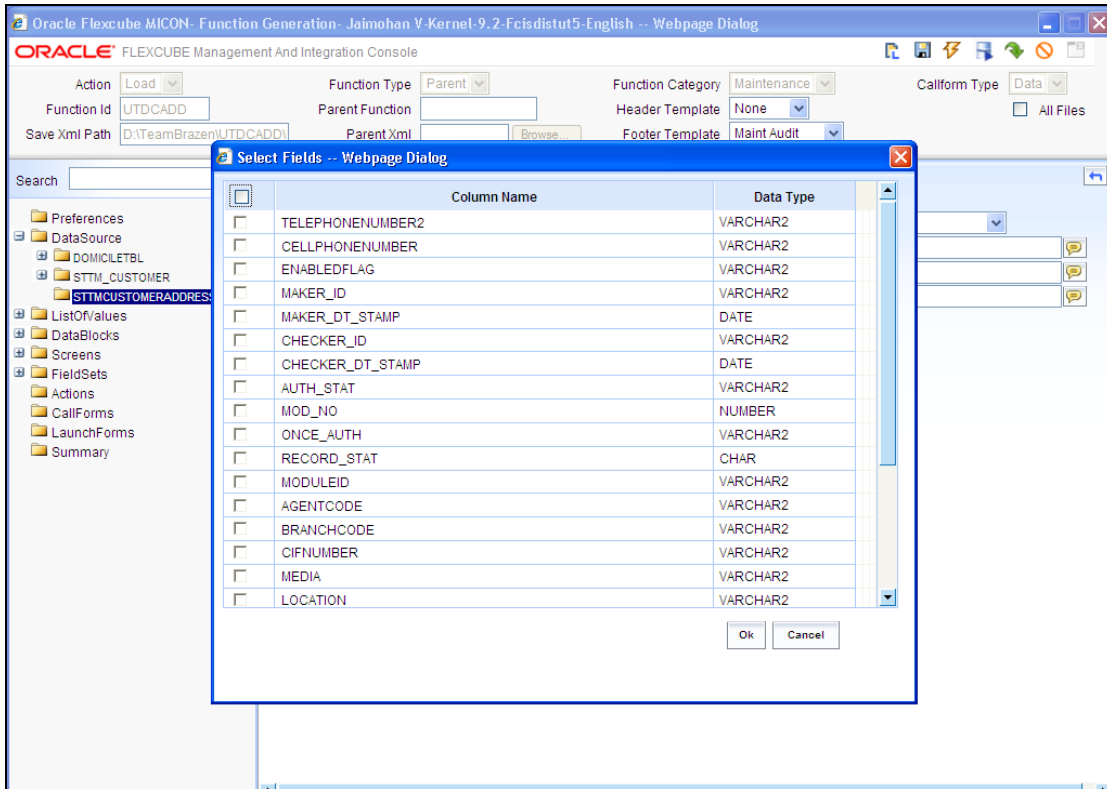 Oracle Flexcube MICON- Function Generation- Jaimohan V-Kernel-9.2-Fcisdistut5-English -- Webpage Dialog
ORACLE FLEXCUBE Management And Integration Console
Action Load Function Type Parent Function Category Maintenance Callform Type Data
Function Id UTDCADD Parent Function Header Template None All Files
Save Xml Path D:\TeamBrazen\UTDCADD\ Parent Xml Browse... Footer Template Maint Audit
Select Fields -- Webpage Dialog
Search
Column Name Data Type
Preferences
DataSource
DOMICILETBL
STTM_CUSTOMER
STTMCUSTOMERADDRESS
ListOfValues
DataBlocks
Screens
FieldSets
Actions
CallForms
LaunchForms
Summary
TELEPHONENUMBER2 VARCHAR2
CELLPHONENUMBER VARCHAR2
ENABLEDFLAG VARCHAR2
MAKER_ID VARCHAR2
MAKER_DT_STAMP DATE
CHECKER_ID VARCHAR2
CHECKER_DT_STAMP DATE
AUTH_STAT VARCHAR2
MOD_NO NUMBER
ONCE_AUTH VARCHAR2
RECORD_STAT CHAR
MODULEID VARCHAR2
AGENTCODE VARCHAR2
BRANCHCODE VARCHAR2
CIFNUMBER VARCHAR2
MEDIA VARCHAR2
LOCATION VARCHAR2
Ok Cancel